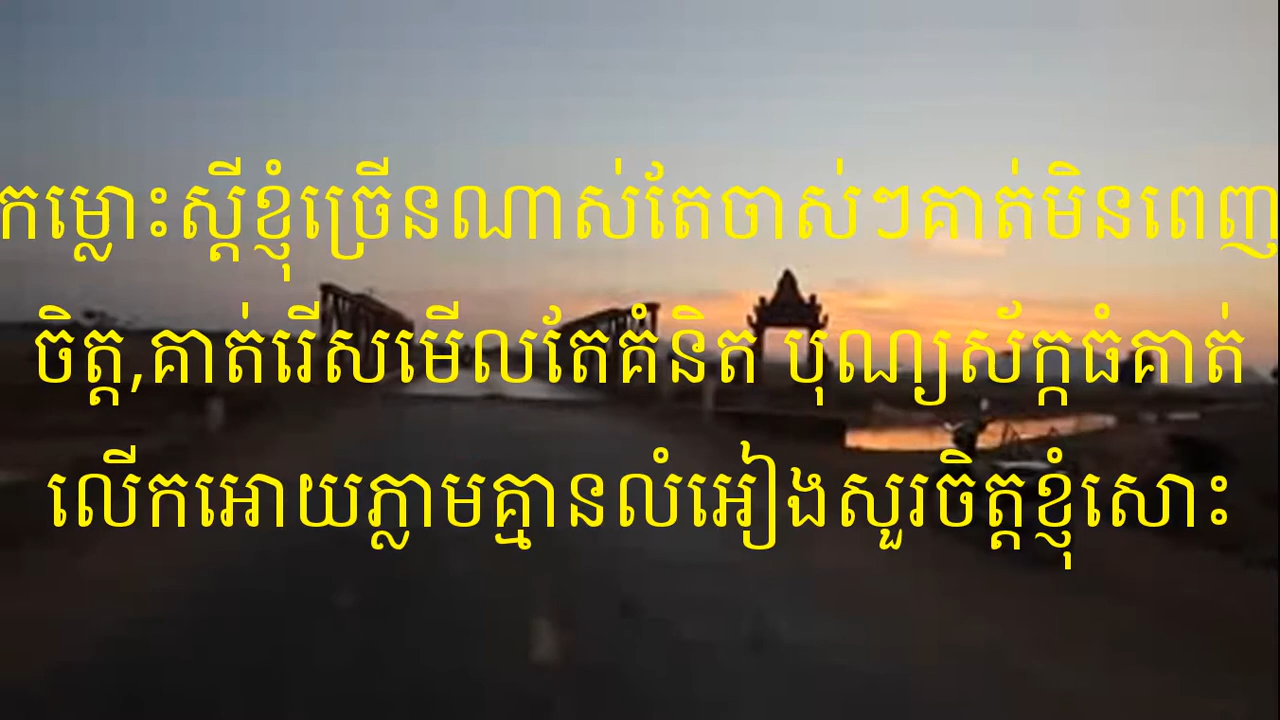 កម្លោះស្ដីខ្ញុំច្រើនណាស់តែចាស់ៗគាត់មិនពេញ
ចិត្ត,គាត់រើសមើលតែគំនិត បុណ្យស័ក្កធំគាត់
លើកអោយភ្លាមគ្មានលំអៀងសួរចិត្តខ្ញុំសោះ